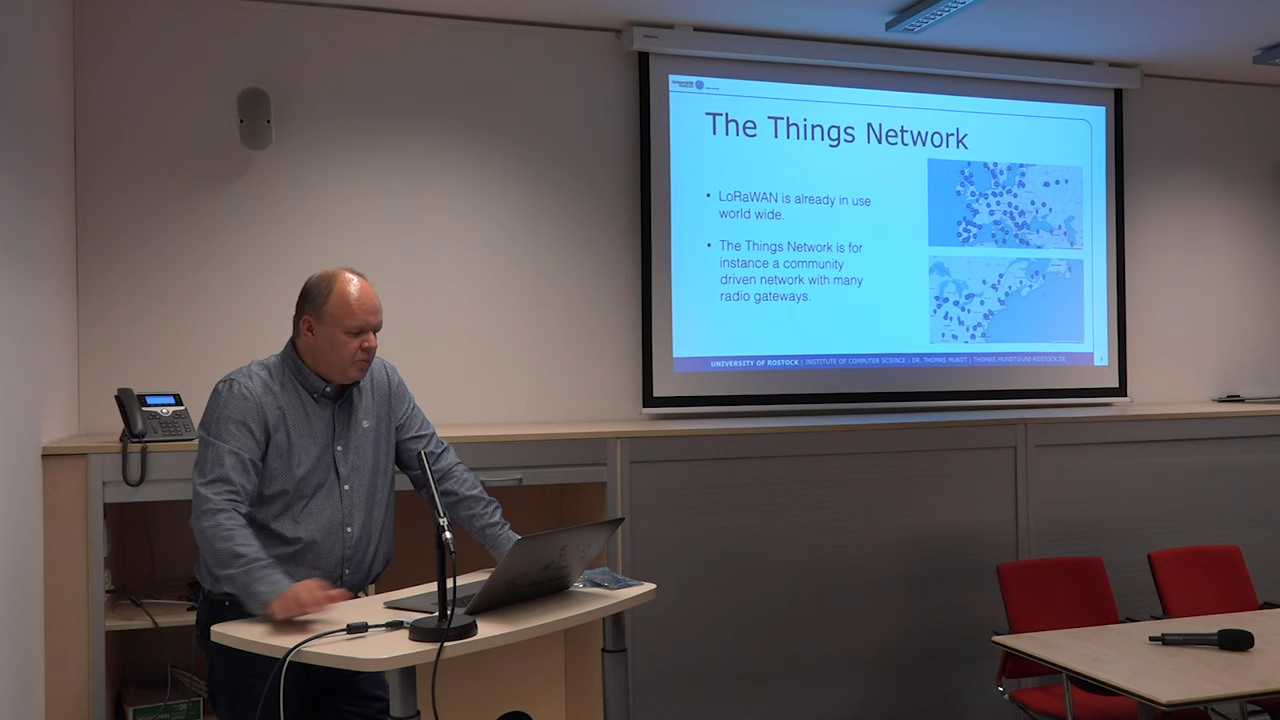 The Things Network
• LoRaWAN is already in use
world wide.
• The Things Network is for
instance a community
driven network with many
radio gateways.
UNIVERSITY OF ROSTOCK | INSTITUTE OF COMPUTER SCIENCE | DR. THOMAS MUNDT | THOMAS.MUNDT@UNI-ROSTOCK.DE